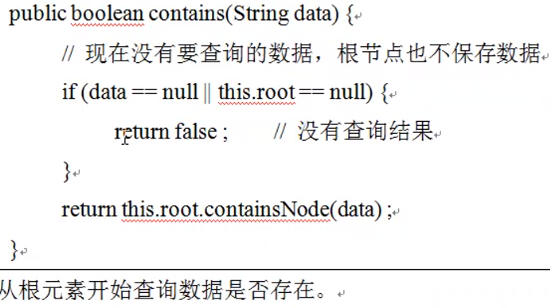 public boolean contains(String data) {
// 现在没有要查询的数据，根节点也不保存数据
if (data == null || this.root == null) {
return false ; // 没有查询结果
}
return this.root.containsNode(data) ;
}
从根元素开始查询数据是否存在。